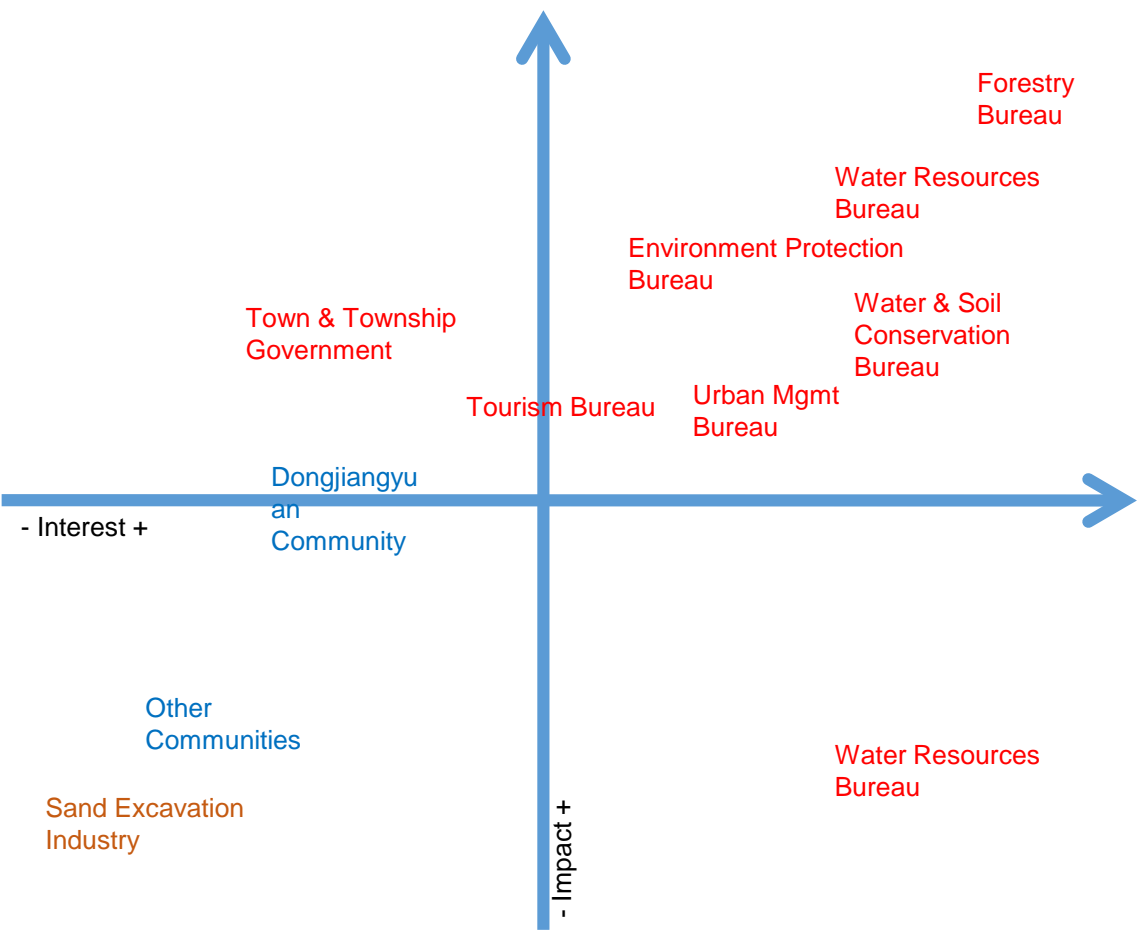 Forestry
Bureau
Water Resources
Bureau
Environment Protection
Bureau
Water & Soil
Conservation
Bureau
Town & Township
Government
Tourism Bureau
Urban Mgmt
Bureau
Dongjiangyu
an
Community
- Interest +
Other
Communities
Water Resources
Bureau
Sand Excavation
Industry
- Impact +